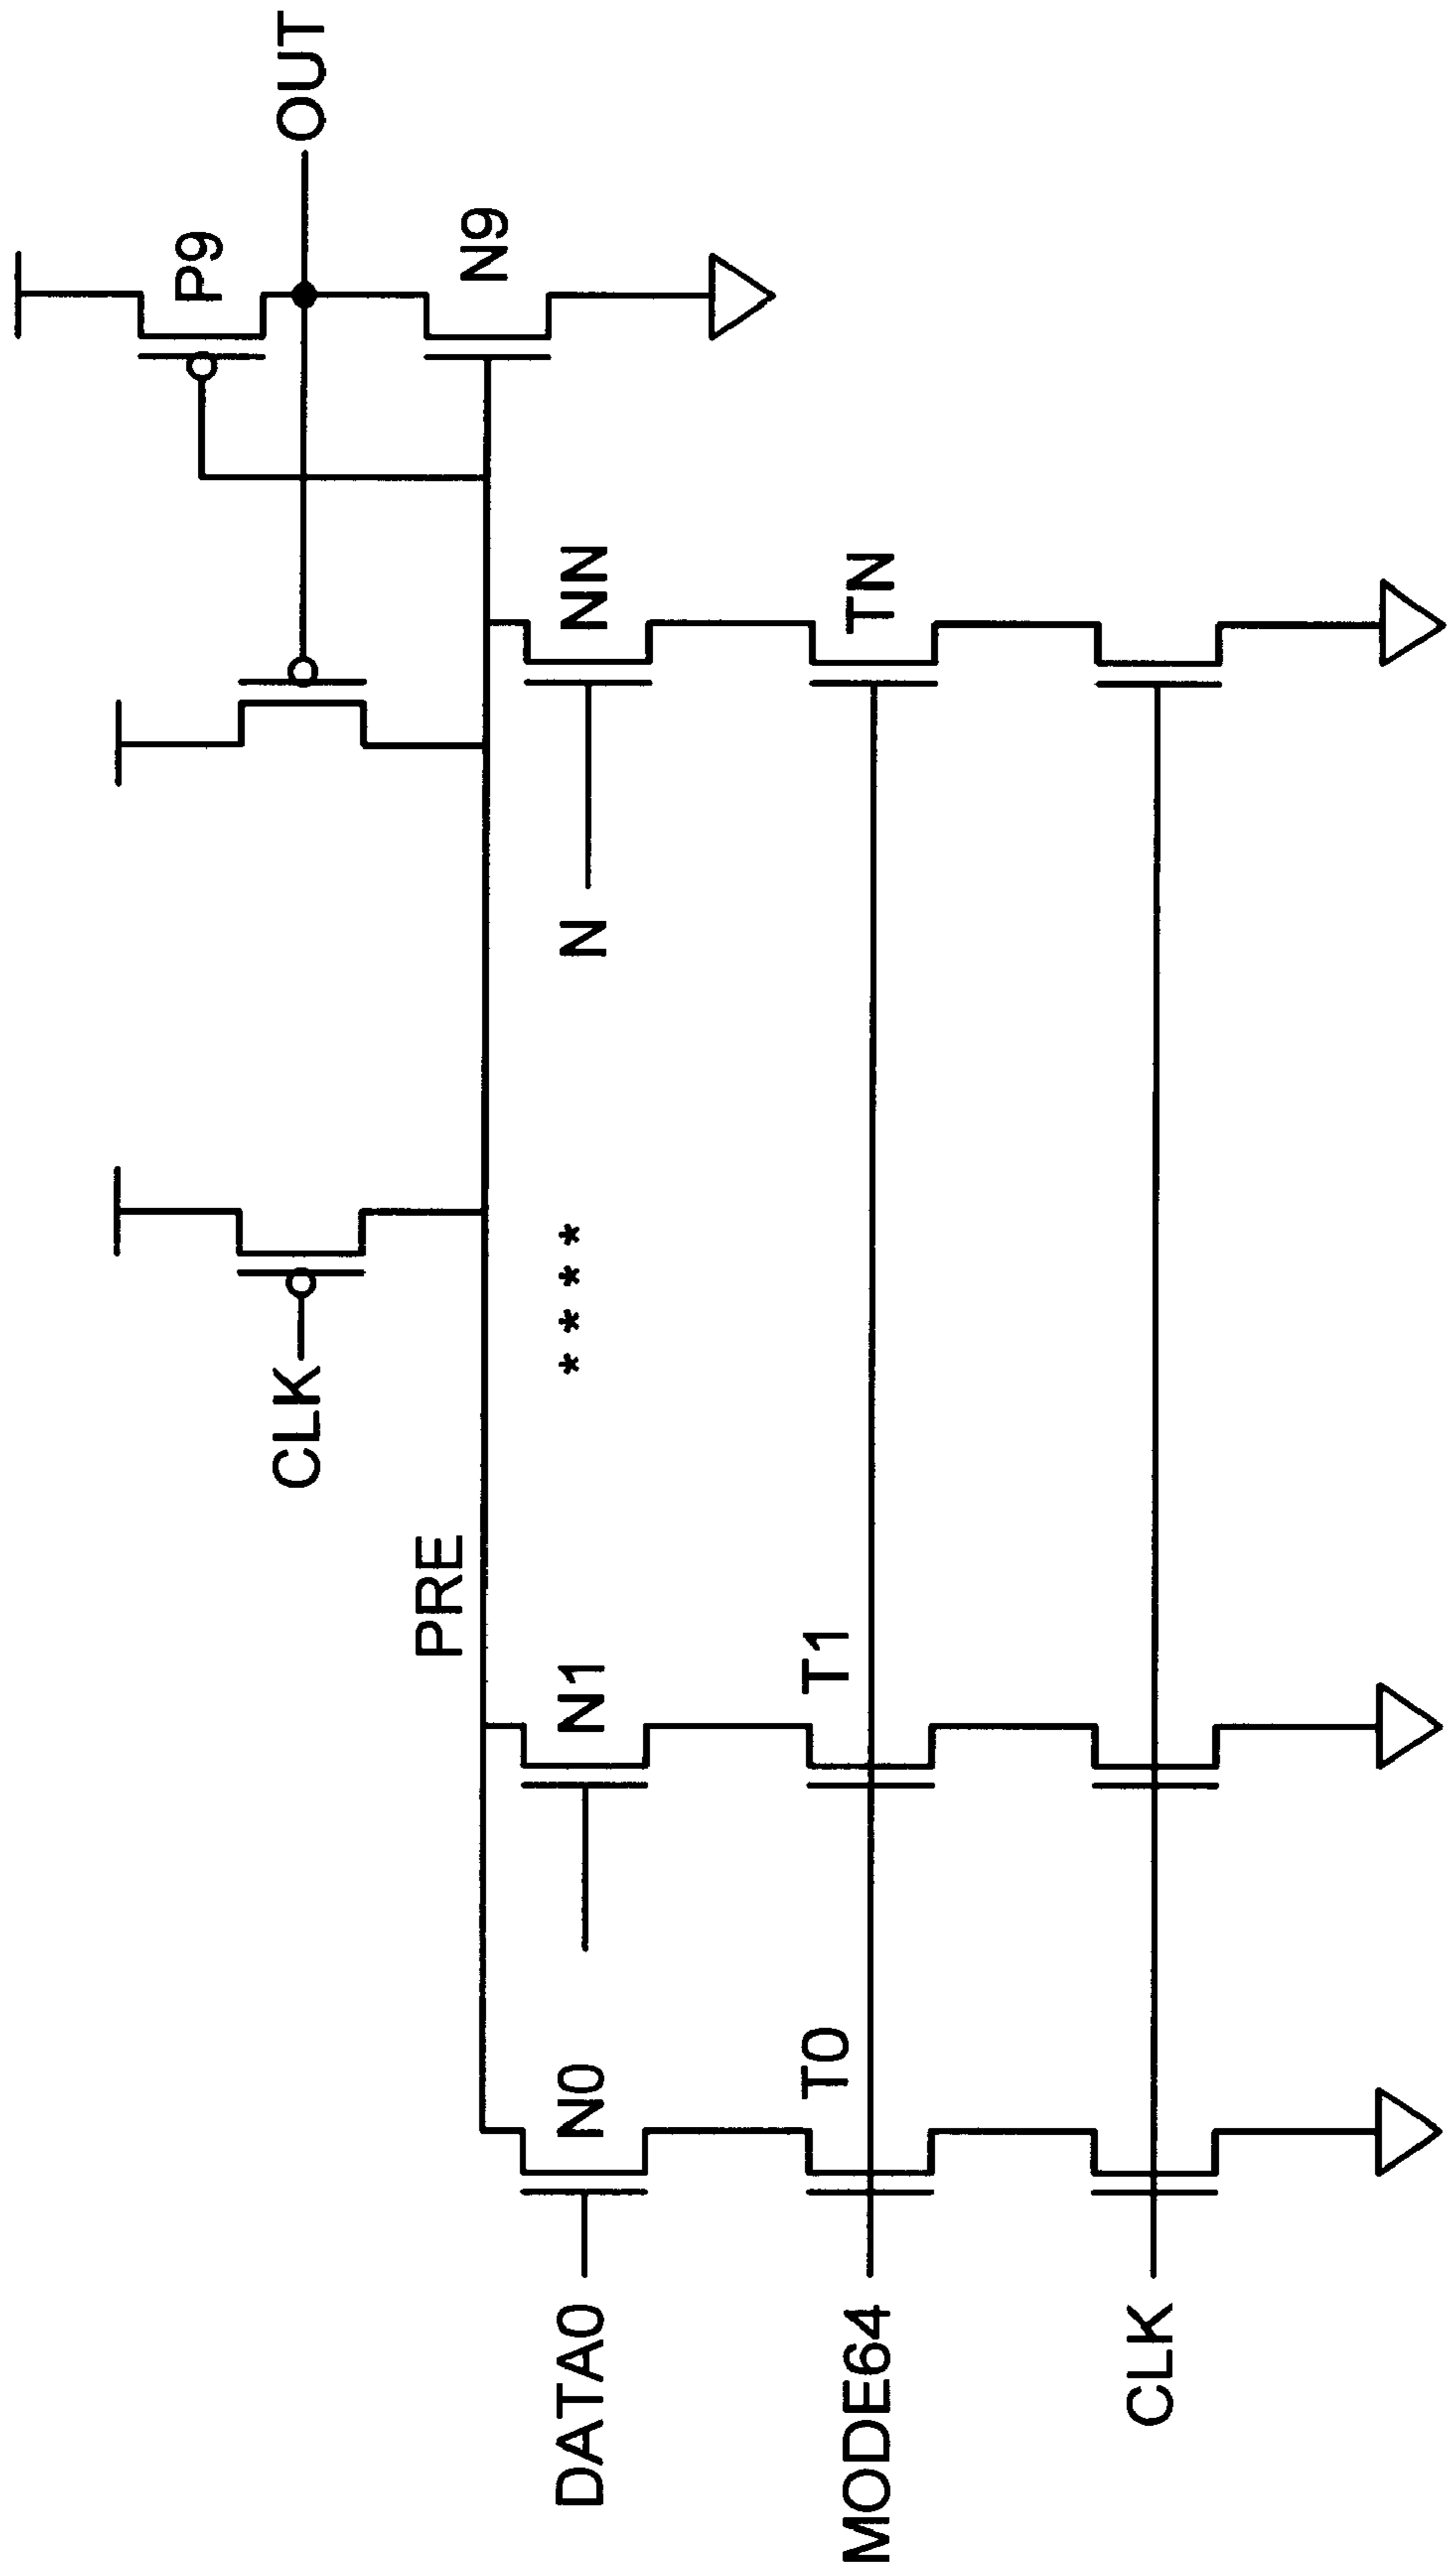 P9
CLK
OUT
PRE
N9
DATA0
N0
N1
****
N
NN
T0
T1
TN
MODE64
CLK